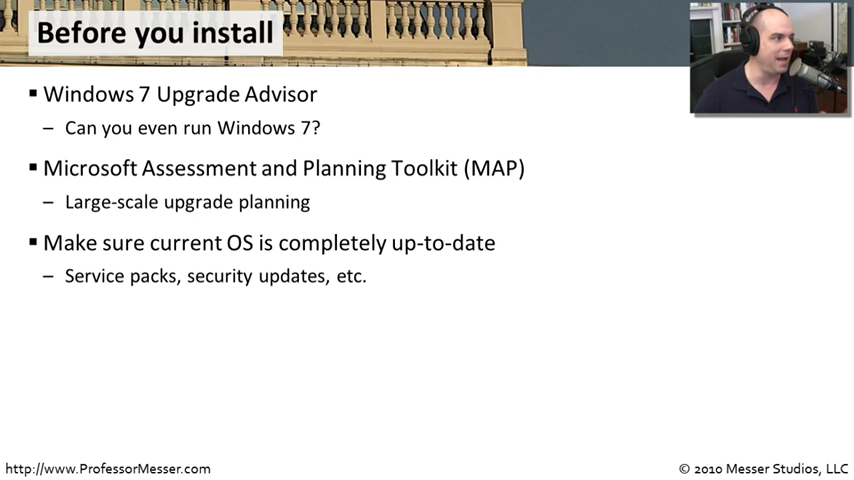 Before you install
▪ Windows 7 Upgrade Advisor
– Can you even run Windows 7?
▪ Microsoft Assessment and Planning Toolkit (MAP)
– Large-scale upgrade planning
▪ Make sure current OS is completely up-to-date
– Service packs, security updates, etc.
http://www.ProfessorMesser.com
© 2010 Messer Studios, LLC